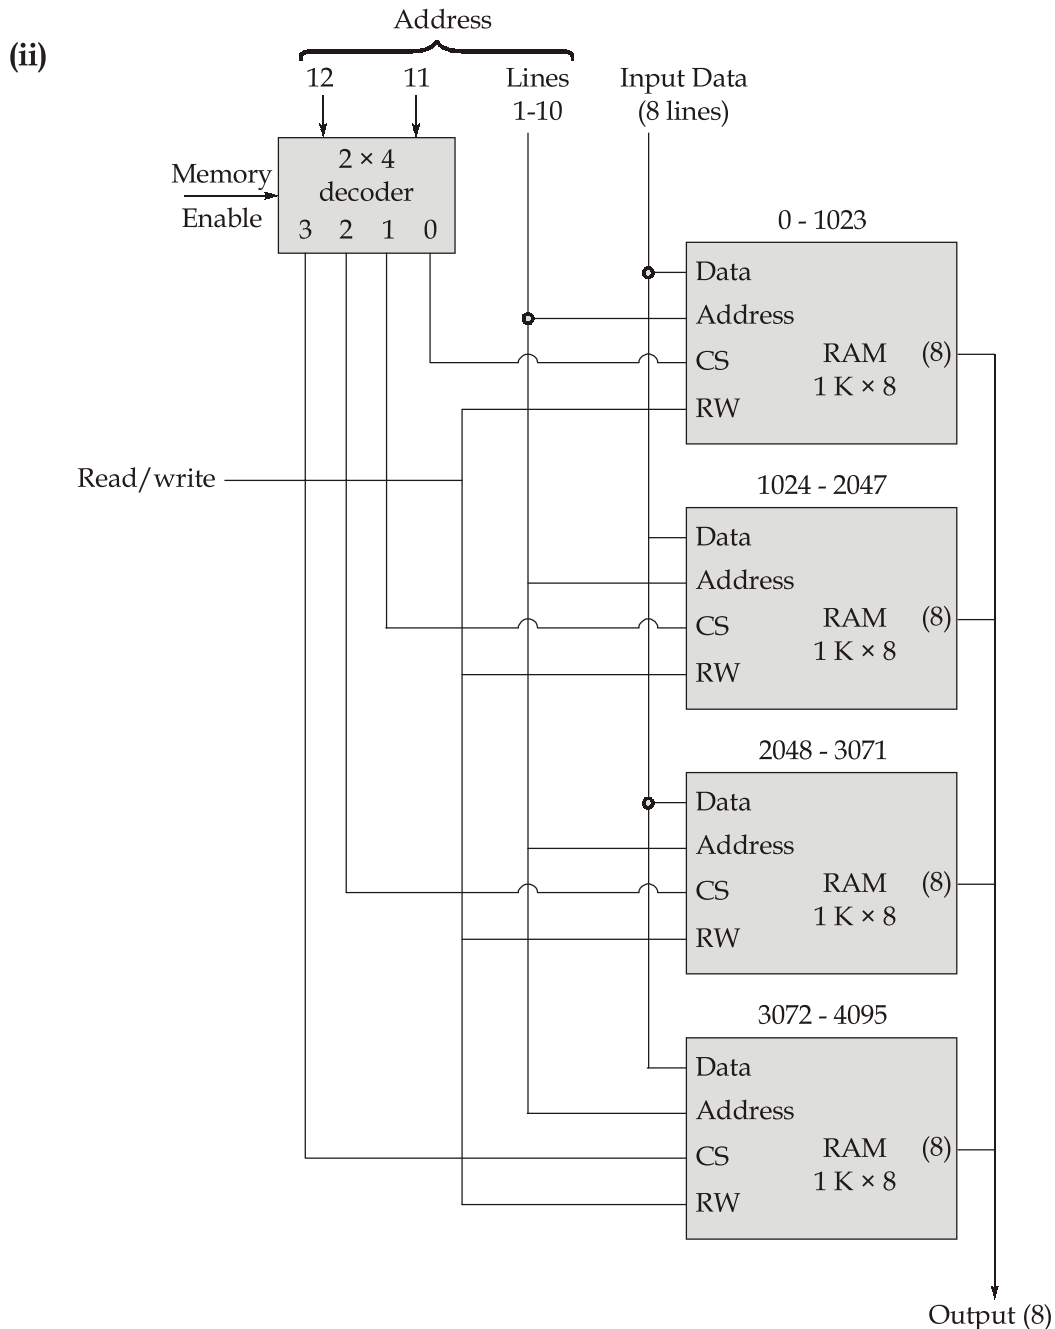 (ii)
Address
12 11 Lines Input Data
1-10 (8 lines)
2 × 4
decoder
3 2 1 0
Memory
Enable
0 - 1023
Data
Address
CS
RW
RAM (8)
1 K × 8
Read/write
1024 - 2047
Data
Address
CS
RW
RAM (8)
1 K × 8
2048 - 3071
Data
Address
CS
RW
RAM (8)
1 K × 8
3072 - 4095
Data
Address
CS
RW
RAM (8)
1 K × 8
Output (8)